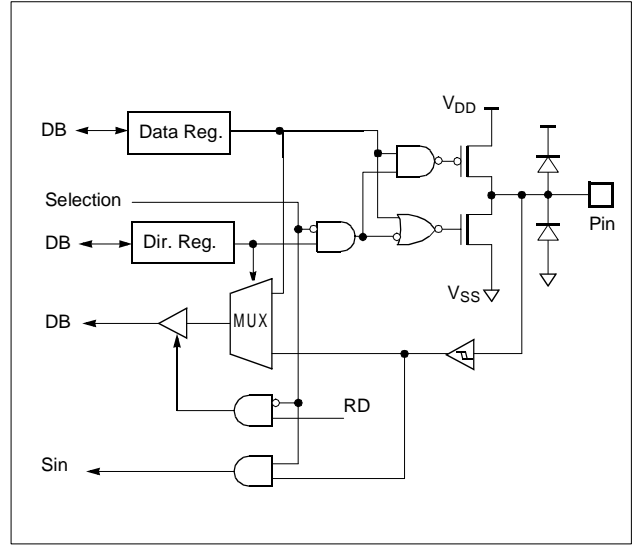 VDD
DB
Data Reg.
Selection
DB
Dir. Reg.
Pin
VSS
DB
MUX
RD
Sin